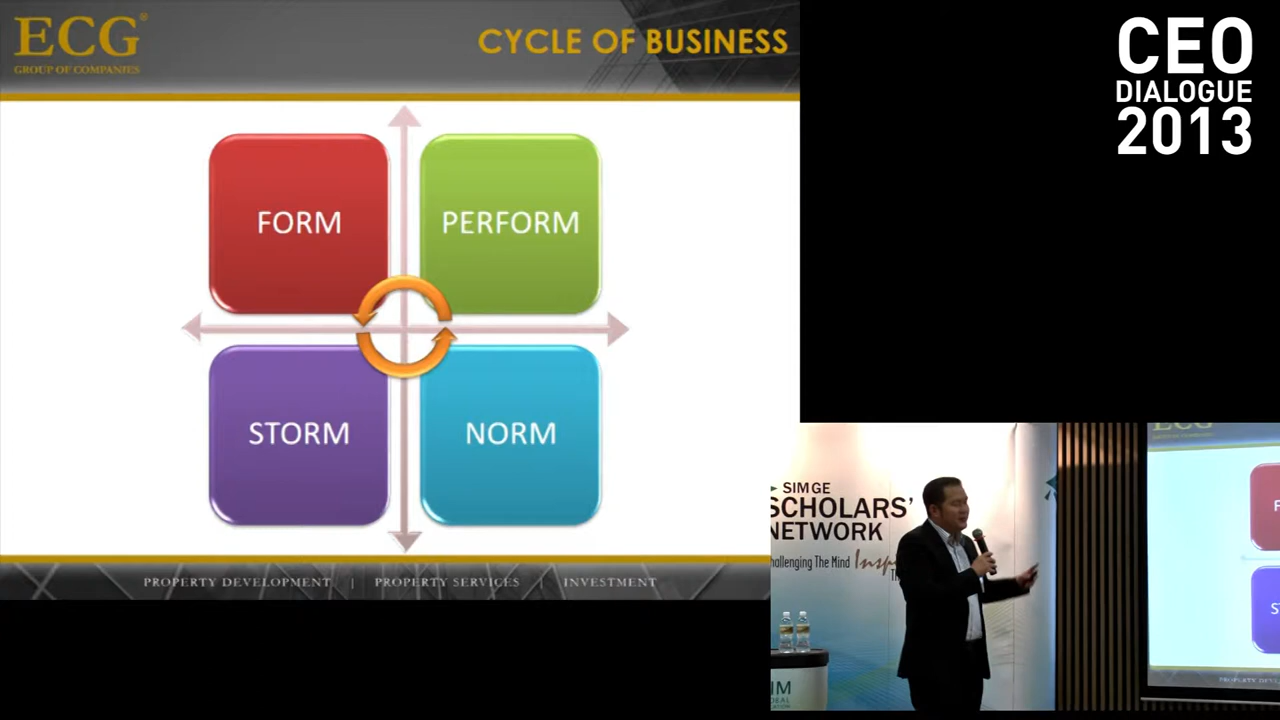 ECG®
GROUP OF COMPANIES
CYCLE OF BUSINESS
FORM
PERFORM
STORM
NORM
PROPERTY DEVELOPMENT | PROPERTY SERVICES | INVESTMENT
CEO
DIALOGUE
2013
SIM GE
SCHOLARS'
NETWORK
The Mind
ECG